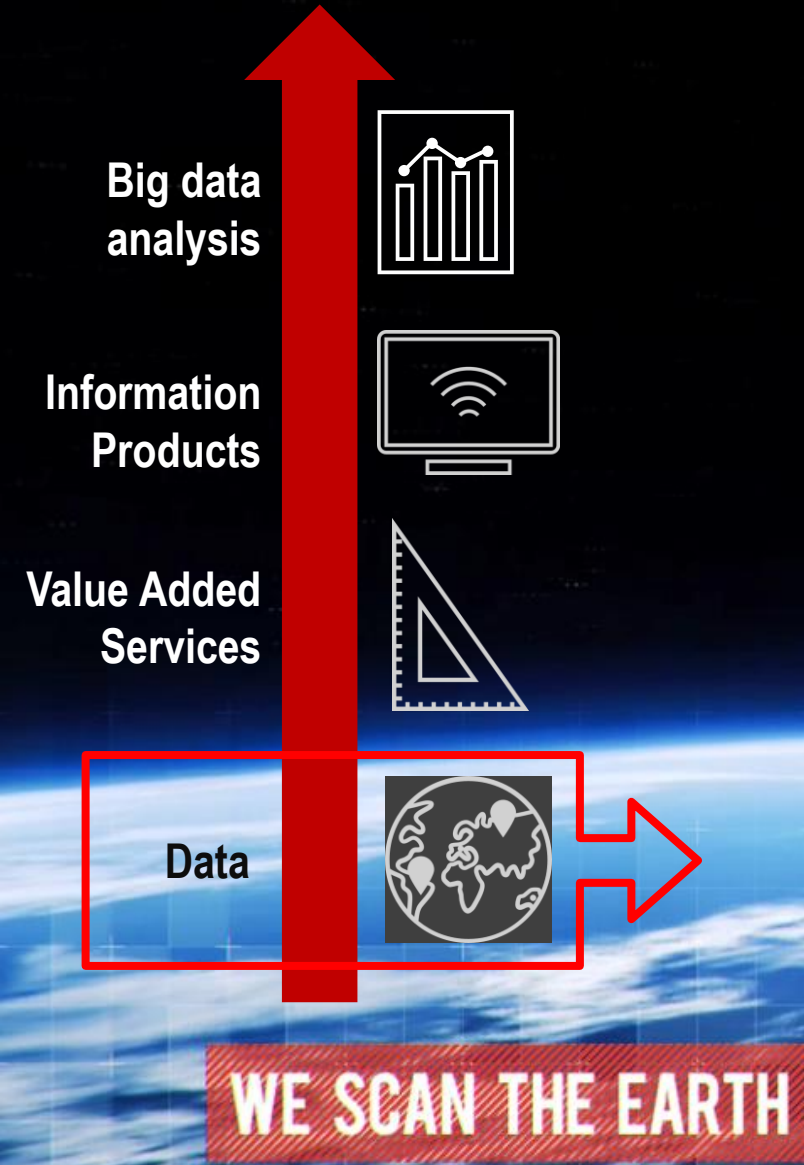 Big data
analysis
Information
Products
Value Added
Services
Data
WE SCAN THE EARTH